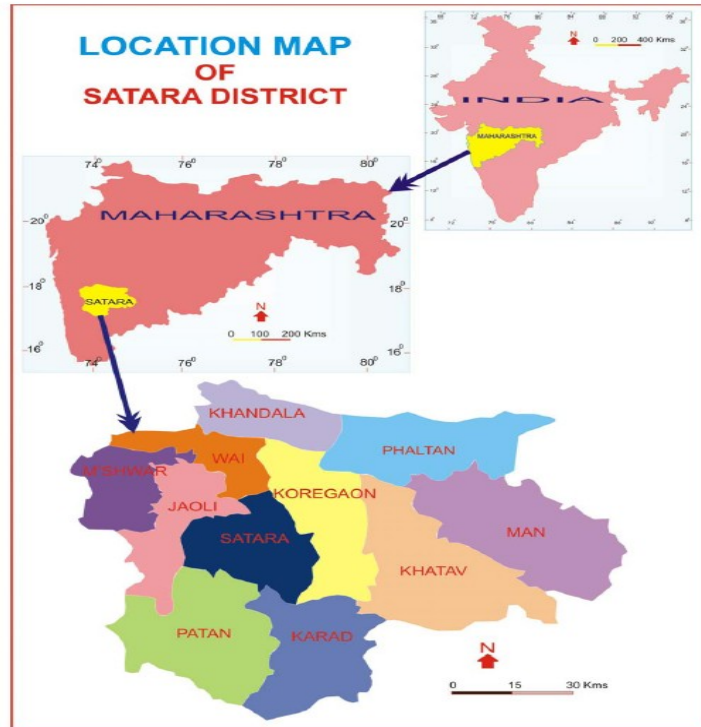 LOCATION MAP
OF
SATARA DISTRICT
N
0 200 400 Kms
INDIA
MAHARASHTRA
74° 76° 78° 80°
MAHARASHTRA
20° 20°
18° 18°
SATARA
N
0 100 200 Kms
16° 16°
74° 76° 78° 80°
KHANDALA
PHALTAN
WAI
M'SHWAR
KOREGAON
JAOLI
SATARA
MAN
KHATAV
PATAN
KARAD
N
0 15 30 Kms